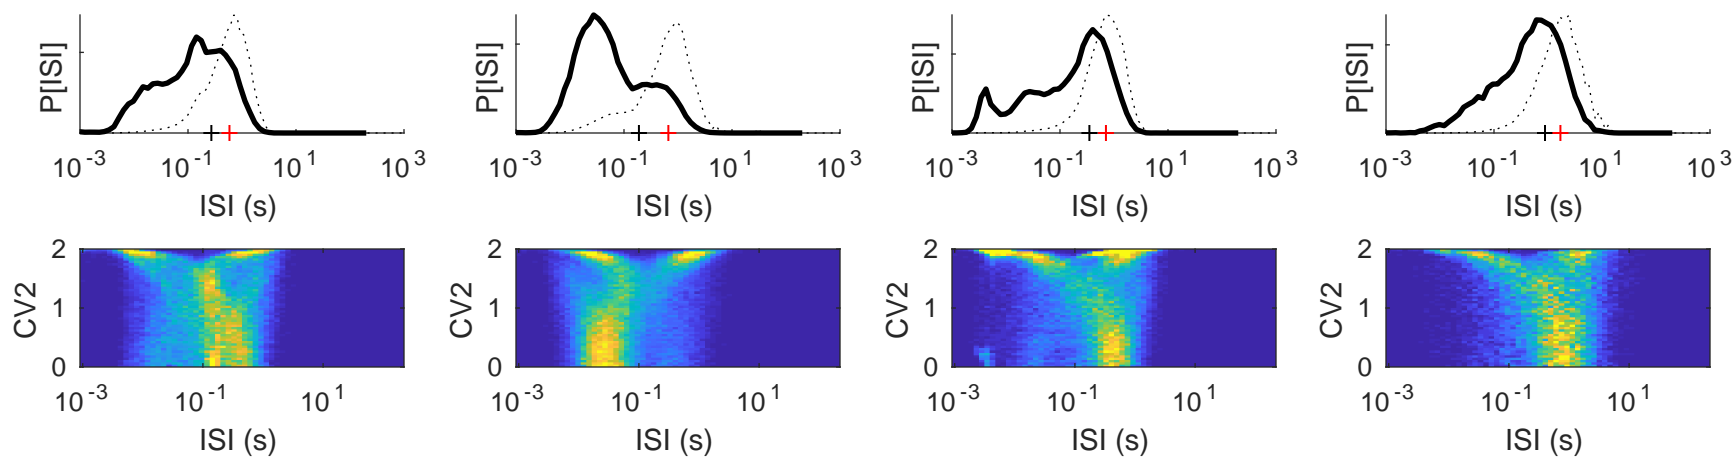 P[ISI] P[ISI] P[ISI] P[ISI]
10^-3 10^-1 10^1 10^3 10^-3 10^-1 10^1 10^3 10^-3 10^-1 10^1 10^3 10^-3 10^-1 10^1 10^3
ISI (s) ISI (s) ISI (s) ISI (s)
2 2 2 2
CV2 1 CV2 1 CV2 1 CV2 1
0 0 0 0
10^-3 10^-1 10^1 10^-3 10^-1 10^1 10^-3 10^-1 10^1 10^-3 10^-1 10^1
ISI (s) ISI (s) ISI (s) ISI (s)